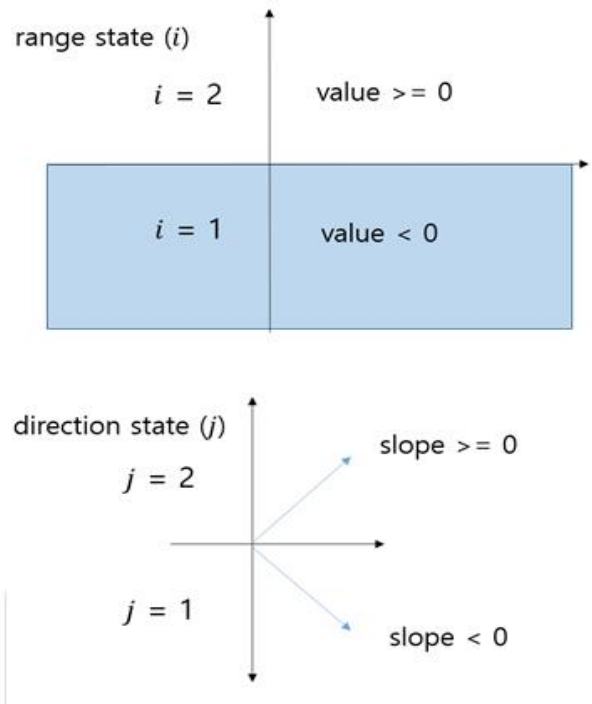 range state (i)
i = 2 value >= 0
i = 1 value < 0
direction state (j)
slope >= 0
j = 2
j = 1
slope < 0